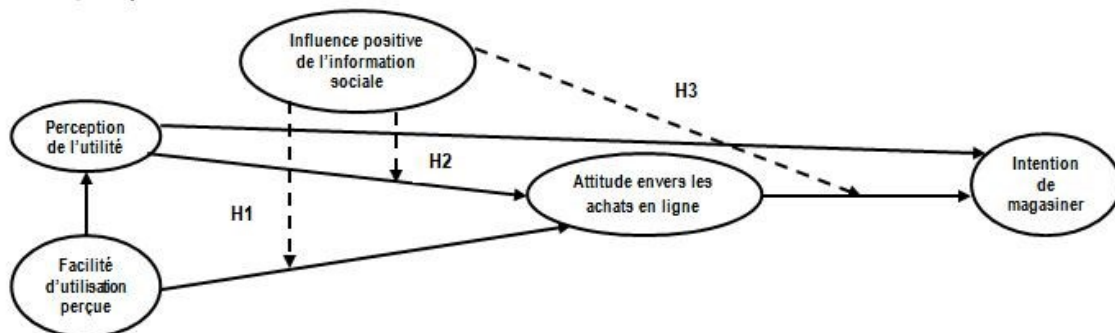 Influence positive
de l'information
sociale
H3
Perception
de l'utilité
H2
Attitude envers les
achats en ligne
Intention
de
magasiner
H1
Facilité
d'utilisation
perçue